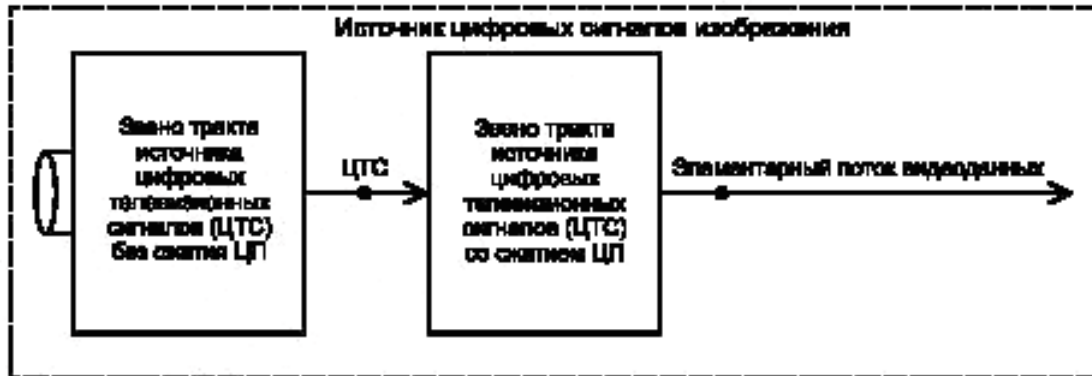 Источник цифровых сигналов изображения
Звено тракта
источника
цифровых
телевизионных
сигналов (ЦТС)
без сжатия ЦП
ЦТС
Звено тракта
источника
цифровых
телевизионных
сигналов (ЦТС)
со сжатием ЦП
Элементарный поток видеоданных